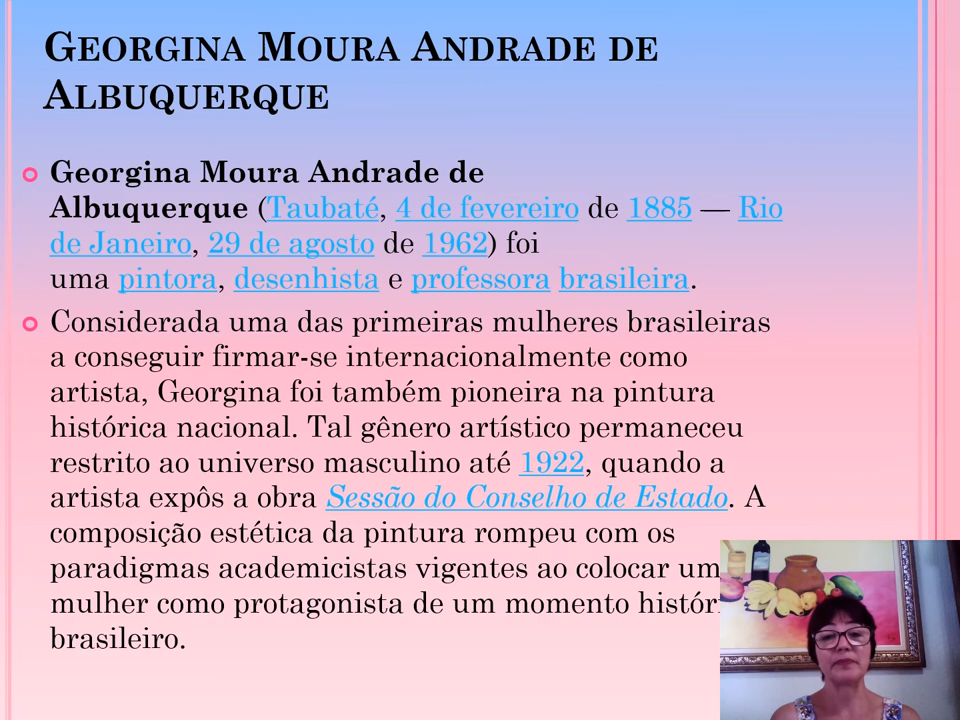 GEORGINA MOURA ANDRADE DE
ALBUQUERQUE
Georgina Moura Andrade de
Albuquerque (Taubaté, 4 de fevereiro de 1885 — Rio
de Janeiro, 29 de agosto de 1962) foi
uma pintora, desenhista e professora brasileira.
Considerada uma das primeiras mulheres brasileiras
a conseguir firmar-se internacionalmente como
artista, Georgina foi também pioneira na pintura
histórica nacional. Tal gênero artístico permaneceu
restrito ao universo masculino até 1922, quando a
artista expôs a obra Sessão do Conselho de Estado. A
composição estética da pintura rompeu com os
paradigmas academicistas vigentes ao colocar
mulher como protagonista de um momento
brasileiro.